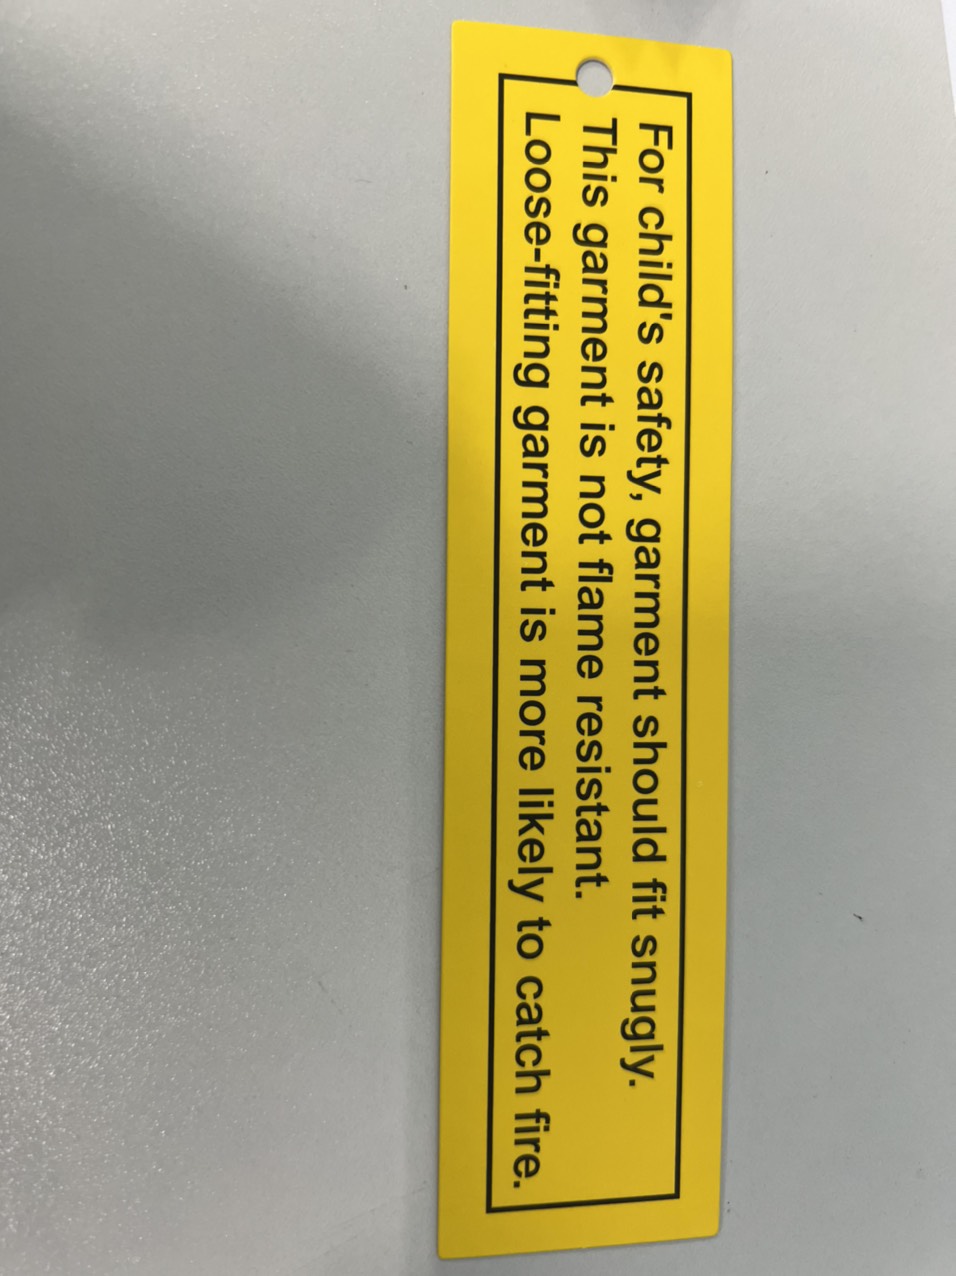 For child's safety, garment should fit snugly.
This garment is not flame resistant.
Loose-fitting garment is more likely to catch fire.